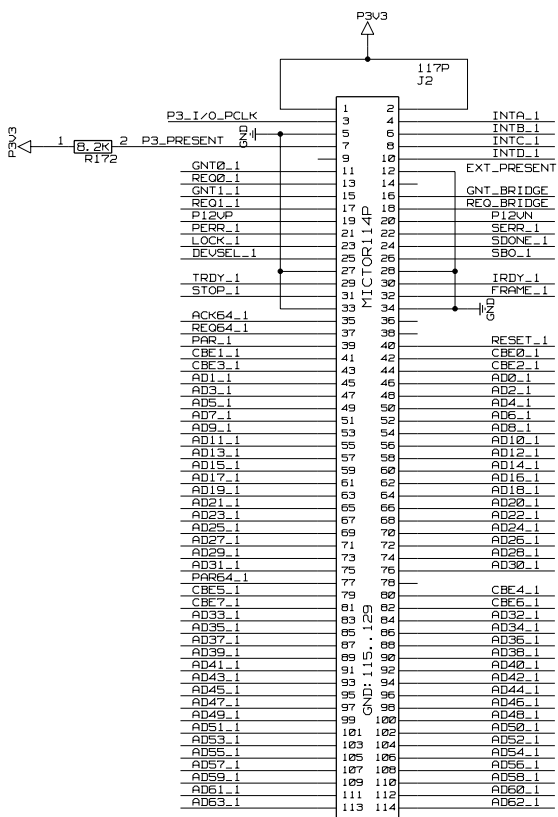 P3V3
117P
J2
1 2
P3_I/O_PCLK 3 4 INTA_1
GND 5 6 INTB_1
P3V3 1 8.2K 2 P3_PRESENT 7 8 INTC_1
R172
9 10 INTD_1
GNT0_1 11 12 EXT_PRESENT
REQ0_1 13 14
GNT1_1 15 16 GNT_BRIDGE
REQ1_1 17 18 REQ_BRIDGE
P12VP 19 20 P12VN
PERR_1 21 22 SERR_1
LOCK_1 23 24 SDONE_1
DEVSEL_1 25 26 SBO_1
27 28
TRDY_1 29 30 IRDY_1
STOP_1 31 32 FRAME_1
33 34 GND
ACK64_1 35 36
REQ64_1 37 38
PAR_1 39 40 RESET_1
CBE1_1 41 42 CBE0_1
CBE3_1 43 44 CBE2_1
AD1_1 45 46 AD0_1
AD3_1 47 48 AD2_1
AD5_1 49 50 AD4_1
AD7_1 51 52 AD6_1
AD9_1 53 54 AD8_1
AD11_1 55 56 AD10_1
AD13_1 57 58 AD12_1
AD15_1 59 60 AD14_1
AD17_1 61 62 AD16_1
AD19_1 63 64 AD18_1
AD21_1 65 66 AD20_1
AD23_1 67 68 AD22_1
AD25_1 69 70 AD24_1
AD27_1 71 72 AD26_1
AD29_1 73 74 AD28_1
AD31_1 75 76 AD30_1
PAR64_1 77 78
CBE5_1 79 80 CBE4_1
CBE7_1 81 82 CBE6_1
AD33_1 83 84 AD32_1
AD35_1 85 86 AD34_1
AD37_1 87 88 AD36_1
AD39_1 89 90 AD38_1
AD41_1 91 92 AD40_1
AD43_1 93 94 AD42_1
AD45_1 95 96 AD44_1
AD47_1 97 98 AD46_1
AD49_1 99 100 AD48_1
AD51_1 101 102 AD50_1
AD53_1 103 104 AD52_1
AD55_1 105 106 AD54_1
AD57_1 107 108 AD56_1
AD59_1 109 110 AD58_1
AD61_1 111 112 AD60_1
AD63_1 113 114 AD62_1
MICTOR114P
GND:115..129